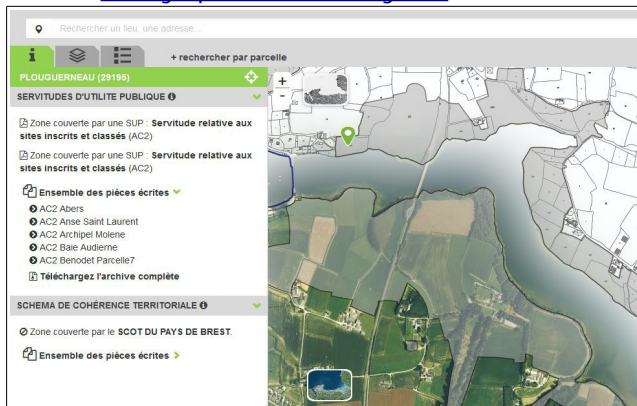 Rechercher un lieu, une adresse...
+ rechercher par parcelle
PLOUGUERNEAU (29195)
SERVITUDES D'UTILITE PUBLIQUE
Zone couverte par une SUP : Servitude relative aux
sites inscrits et classés (AC2)
Zone couverte par une SUP : Servitude relative aux
sites inscrits et classés (AC2)
Ensemble des pièces écrites
AC2 Abers
AC2 Anse Saint Laurent
AC2 Archipel Molene
AC2 Baie Audierne
AC2 Benodet Parcelle7
Téléchargez l'archive complète
SCHEMA DE COHÉRENCE TERRITORIALE
Zone couverte par le SCOT DU PAYS DE BREST.
Ensemble des pièces écrites
+
-